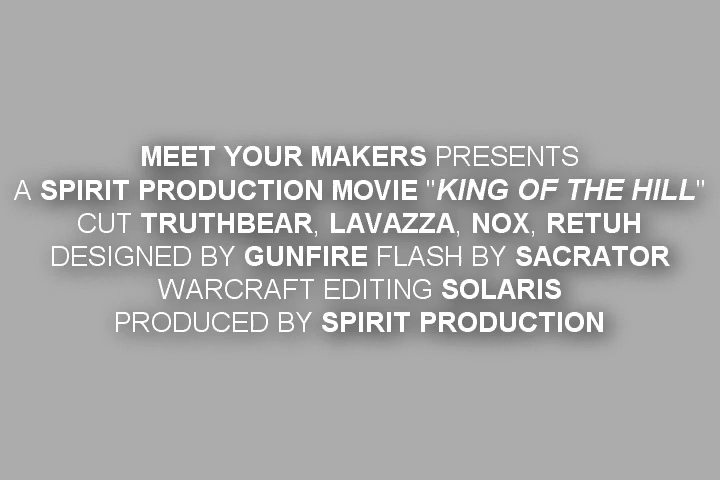 MEET YOUR MAKERS PRESENTS
A SPIRIT PRODUCTION MOVIE "KING OF THE HILL"
CUT TRUTHBEAR, LAVAZZA, NOX, RETUH
DESIGNED BY GUNFIRE FLASH BY SACRATOR
WARCRAFT EDITING SOLARIS
PRODUCED BY SPIRIT PRODUCTION